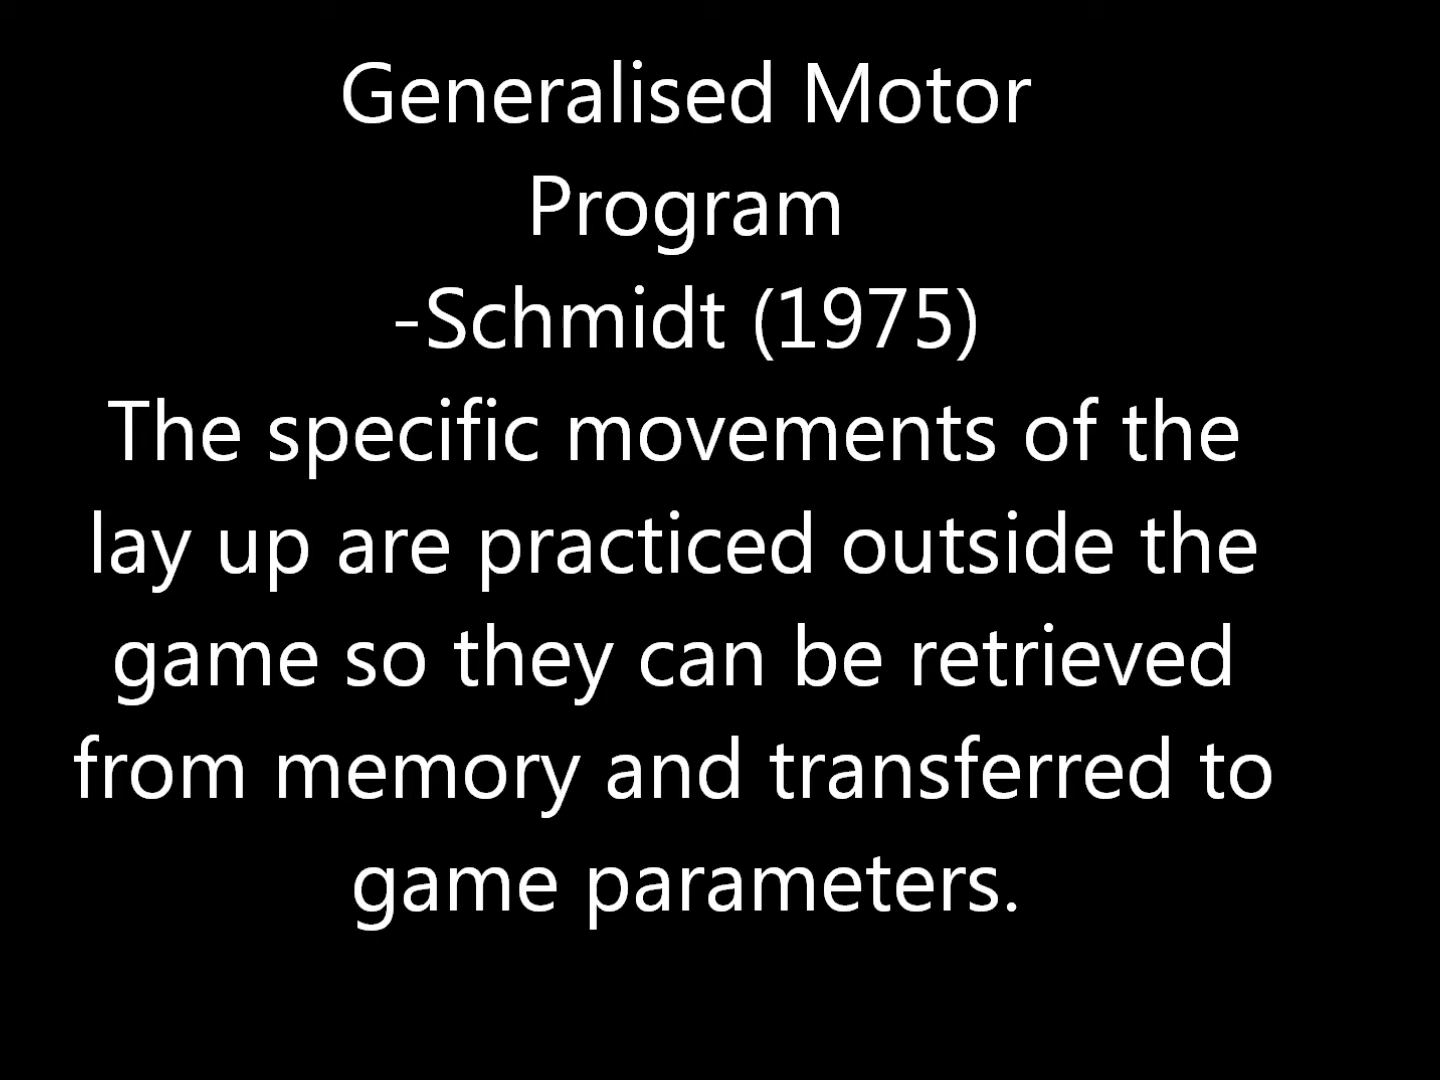 Generalised Motor
Program
-Schmidt (1975)
The specific movements of the
lay up are practiced outside the
game so they can be retrieved
from memory and transferred to
game parameters.